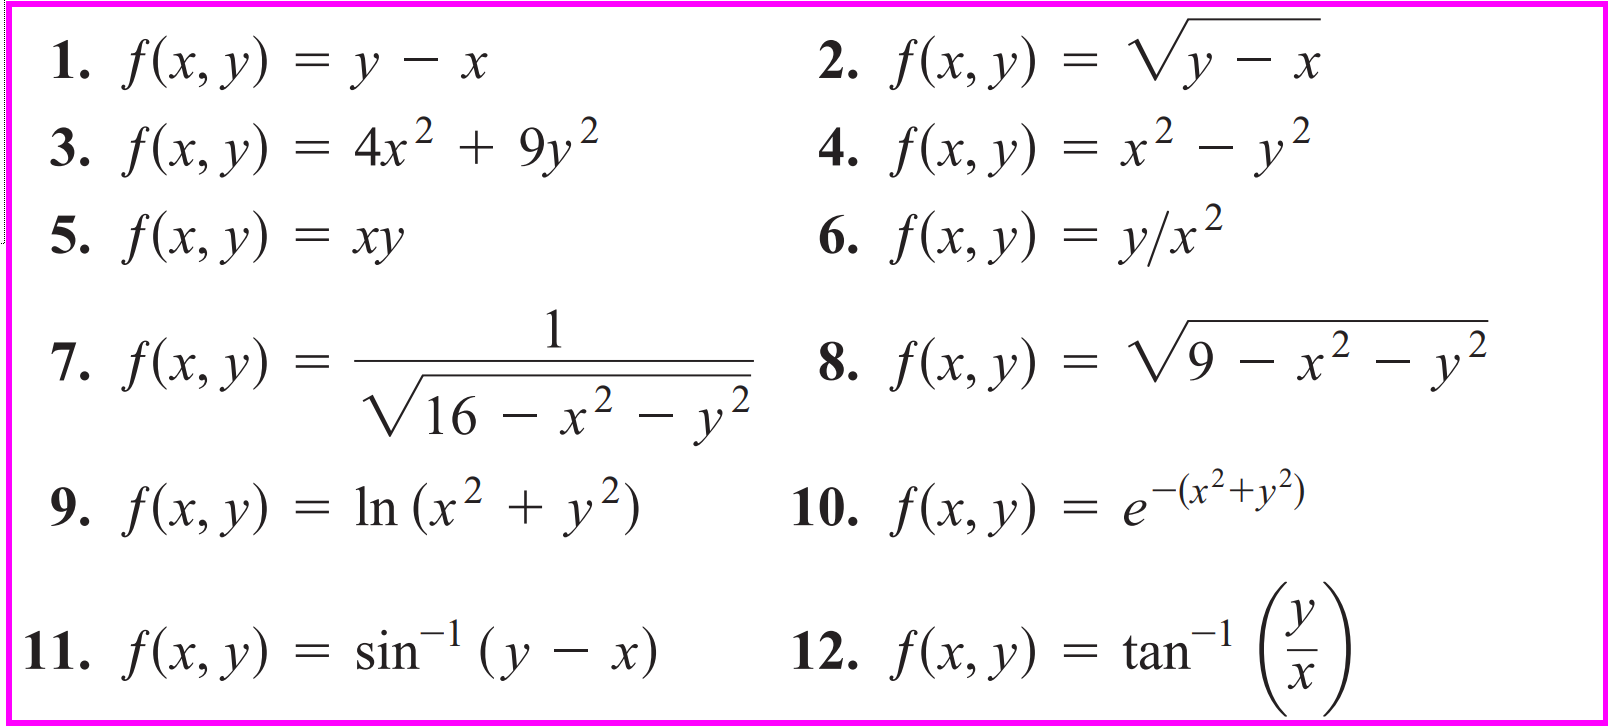 1. f(x, y) = y − x 2. f(x, y) = √(y − x)
3. f(x, y) = 4x² + 9y² 4. f(x, y) = x² − y²
5. f(x, y) = xy 6. f(x, y) = y/x²
7. f(x, y) = 1/√(16 − x² − y²) 8. f(x, y) = √(9 − x² − y²)
9. f(x, y) = ln (x² + y²) 10. f(x, y) = e^(−(x²+y²))
11. f(x, y) = sin⁻¹ (y − x) 12. f(x, y) = tan⁻¹ (y/x)